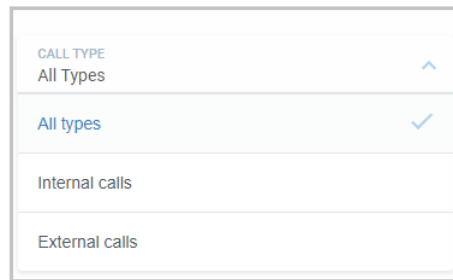 CALL TYPE
All Types
All types
Internal calls
External calls